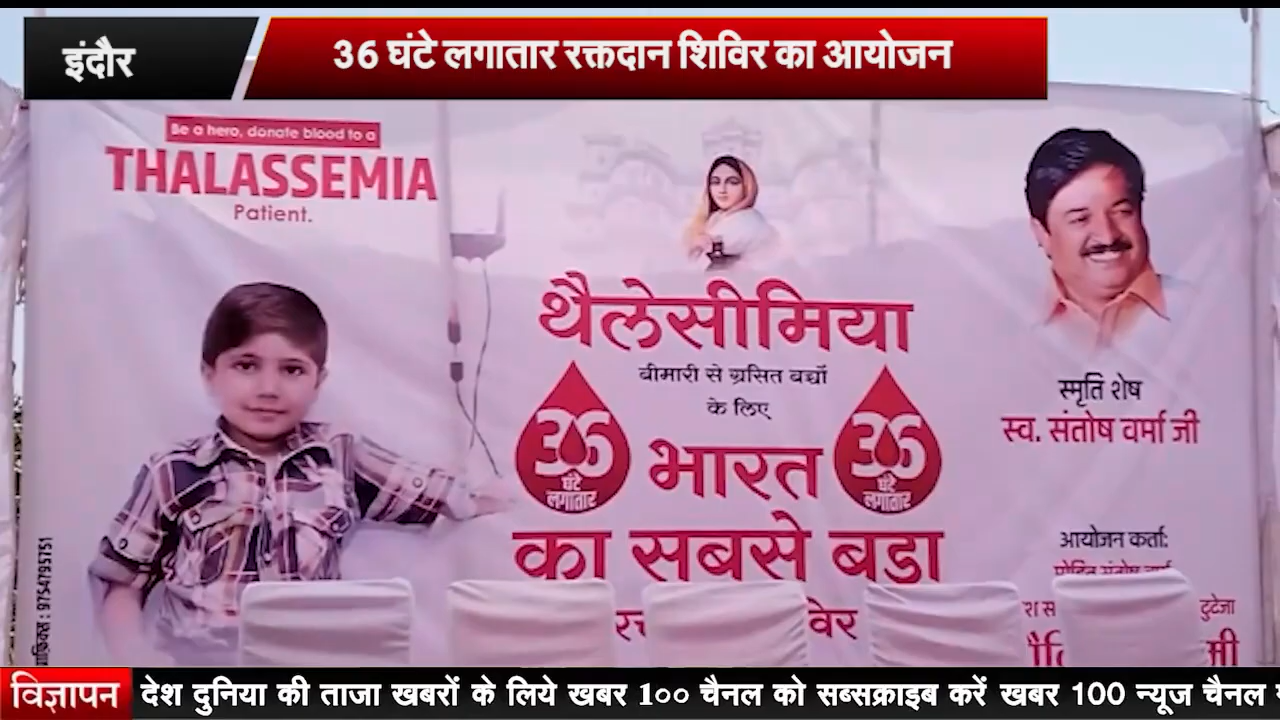 इंदौर
36 घंटे लगातार रक्तदान शिविर का आयोजन
Be a hero, donate blood to a
THALASSEMIA
Patient.
थैलेसीमिया
बीमारी से ग्रसित बच्चों
के लिए
36
घंटे
लगातार
भारत
36
घंटे
लगातार
का सबसे बड़ा
स्मृति शेष
स्व. संतोष वर्मा जी
आयोजन कर्ता:
टुटेजा
9754795751
विज्ञापन
देश दुनिया की ताजा खबरों के लिये खबर 1०० चैनल को सब्सक्राइब करें खबर 100 न्यूज चैनल